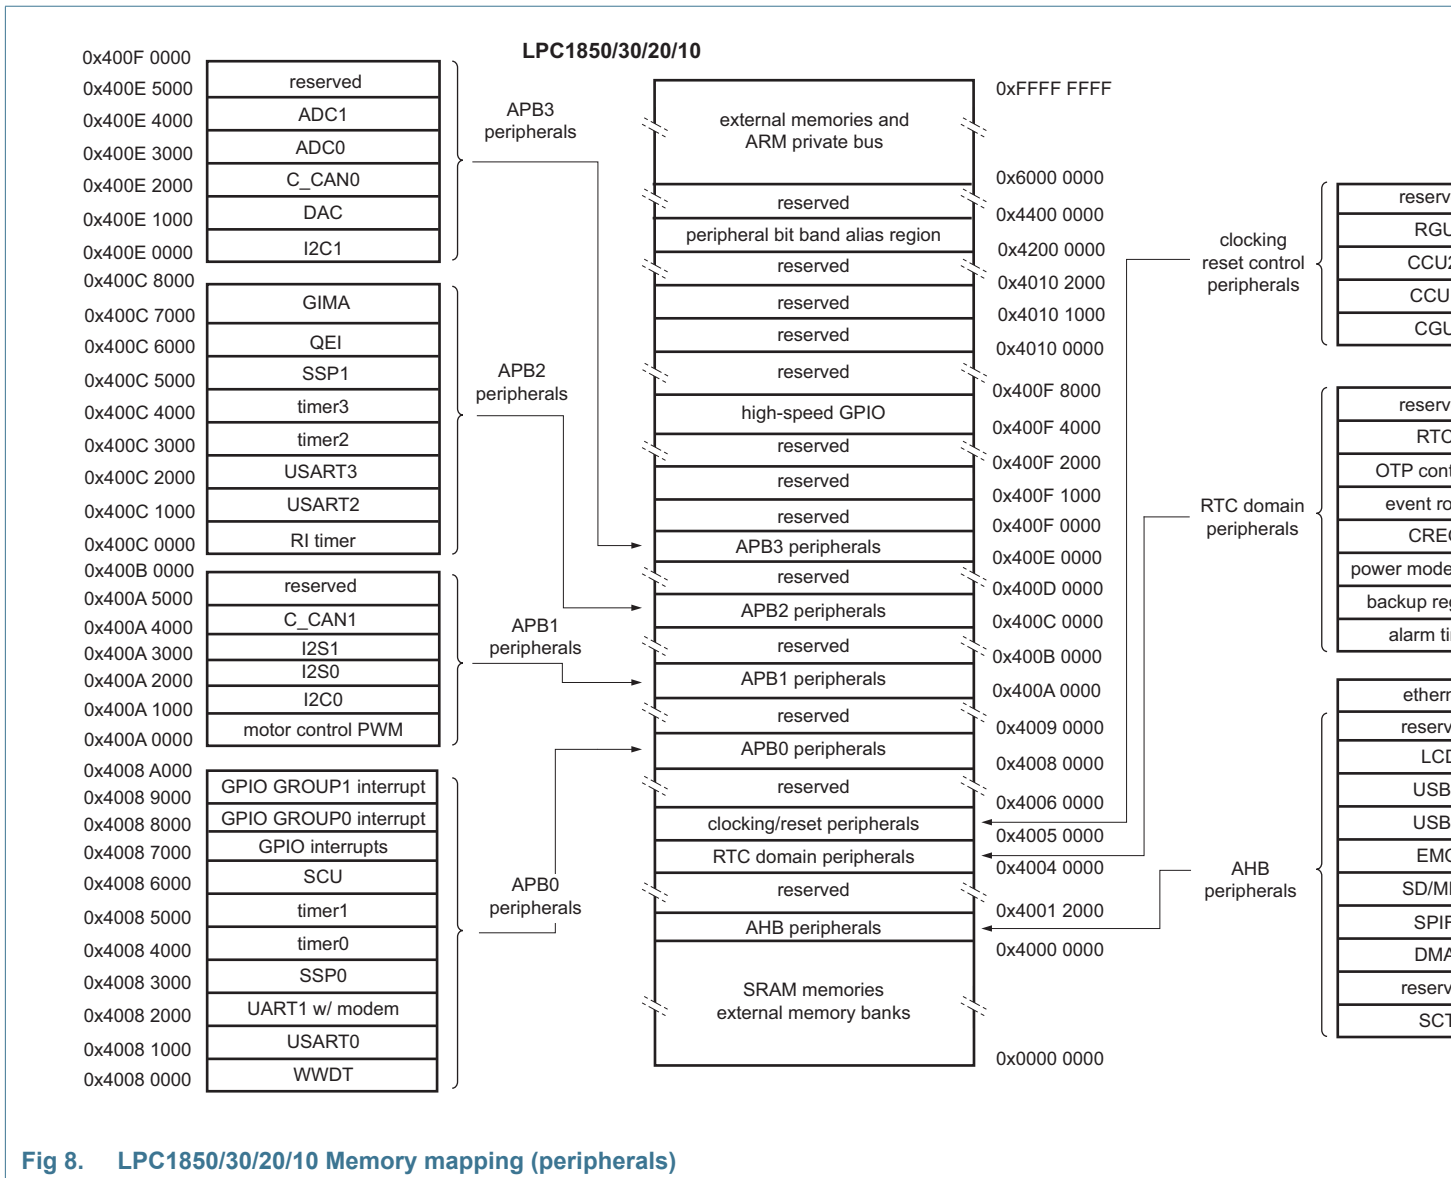 LPC1850/30/20/10
0x400F 0000
reserved
0x400E 5000
ADC1
0x400E 4000
ADC0
0x400E 3000
C_CAN0
0x400E 2000
DAC
0x400E 1000
I2C1
0x400E 0000
APB3
peripherals
0x400C 8000
GIMA
0x400C 7000
QEI
0x400C 6000
SSP1
0x400C 5000
timer3
0x400C 4000
timer2
0x400C 3000
USART3
0x400C 2000
USART2
0x400C 1000
RI timer
0x400C 0000
APB2
peripherals
0x400B 0000
reserved
0x400A 5000
C_CAN1
0x400A 4000
I2S1
0x400A 3000
I2S0
0x400A 2000
I2C0
0x400A 1000
motor control PWM
0x400A 0000
APB1
peripherals
0x4008 A000
GPIO GROUP1 interrupt
0x4008 9000
GPIO GROUP0 interrupt
0x4008 8000
GPIO interrupts
0x4008 7000
SCU
0x4008 6000
timer1
0x4008 5000
timer0
0x4008 4000
SSP0
0x4008 3000
UART1 w/ modem
0x4008 2000
USART0
0x4008 1000
WWDT
0x4008 0000
APB0
peripherals
0xFFFF FFFF
external memories and
ARM private bus
0x6000 0000
reserved
0x4400 0000
peripheral bit band alias region
0x4200 0000
reserved
0x4010 2000
reserved
0x4010 1000
reserved
0x4010 0000
reserved
0x400F 8000
high-speed GPIO
0x400F 4000
reserved
0x400F 2000
reserved
0x400F 1000
reserved
0x400F 0000
APB3 peripherals
0x400E 0000
reserved
0x400D 0000
APB2 peripherals
0x400C 0000
reserved
0x400B 0000
APB1 peripherals
0x400A 0000
reserved
0x4009 0000
APB0 peripherals
0x4008 0000
reserved
0x4006 0000
clocking/reset peripherals
0x4005 0000
RTC domain peripherals
0x4004 0000
reserved
0x4001 2000
AHB peripherals
0x4000 0000
SRAM memories
external memory banks
0x0000 0000
clocking
reset control
peripherals
RTC domain
peripherals
OTP
event
power mode
backup
alarm
AHB
peripherals
Fig 8. LPC1850/30/20/10 Memory mapping (peripherals)